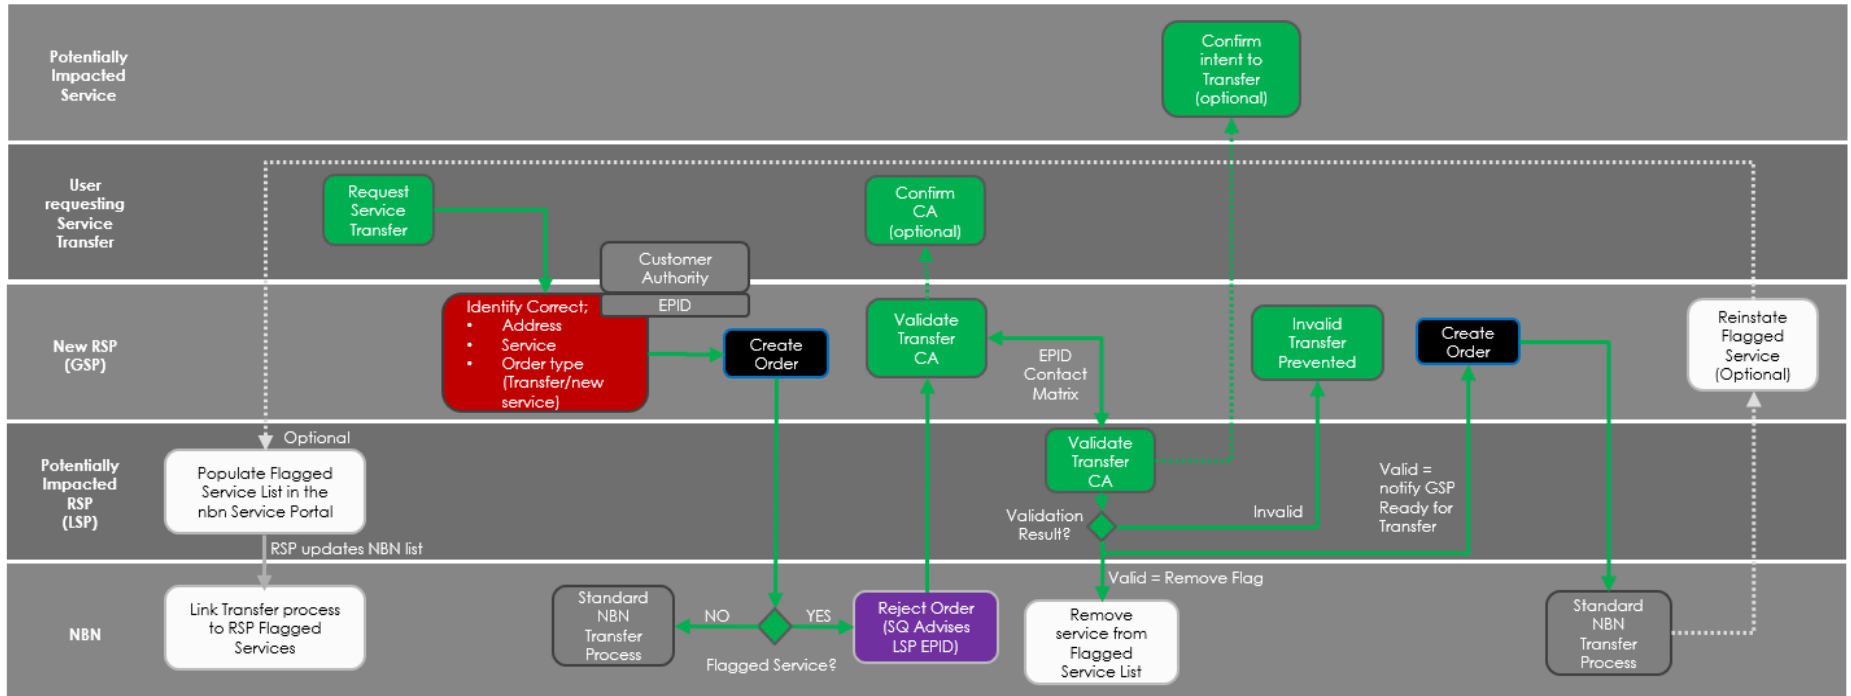 Potentially
Impacted
Service
Confirm
intent to
Transfer
(optional)
User
requesting
Service
Transfer
Request
Service
Transfer
Customer
Authority
EPID
Confirm
CA
(optional)
New RSP
(GSP)
Identify Correct;
• Address
• Service
• Order type
(Transfer/new
service)
Create
Order
Validate
Transfer
CA
EPID
Contact
Matrix
Invalid
Transfer
Prevented
Create
Order
Reinstate
Flagged
Service
(Optional)
Potentially
Impacted
RSP
(LSP)
Optional
Populate Flagged
Service List in the
nbn Service Portal
RSP updates NBN list
Validate
Transfer
CA
Validation
Result?
Invalid
Valid =
notify GSP
Ready for
Transfer
NBN
Link Transfer process
to RSP Flagged
Services
Standard
NBN
Transfer
Process
NO
YES
Flagged Service?
Reject Order
(SQ Advises
LSP EPID)
Valid = Remove Flag
Remove
service from
Flagged
Service List
Standard
NBN
Transfer
Process